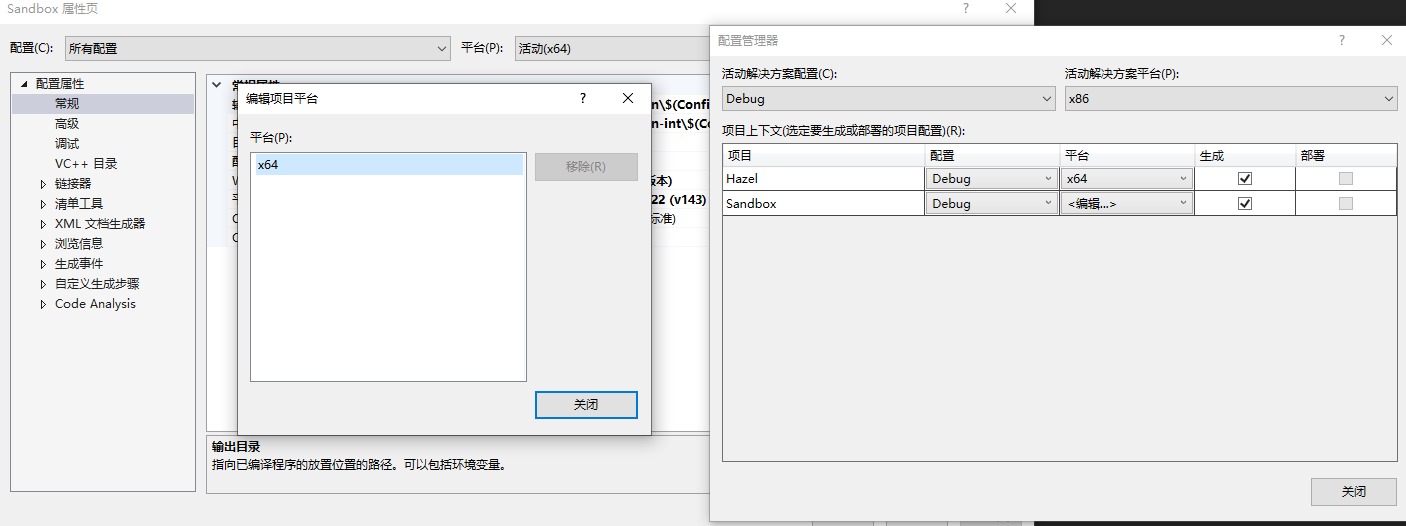 Sandbox 属性页
配置(C):
所有配置
平台(P):
活动(x64)
配置属性
常规
高级
调试
VC++ 目录
链接器
清单工具
XML 文档生成器
浏览信息
生成事件
自定义生成步骤
Code Analysis
n\$(Confi
n-int\$(Co
22 (v143)
标准)
输出目录
指向已编译程序的放置位置的路径。可以包括环境变量。
编辑项目平台
平台(P):
x64
移除(R)
关闭
配置管理器
活动解决方案配置(C):
活动解决方案平台(P):
Debug
x86
项目上下文(选定要生成或部署的项目配置)(R):
项目 配置 平台 生成 部署
Hazel Debug x64
Sandbox Debug <编辑...>
关闭